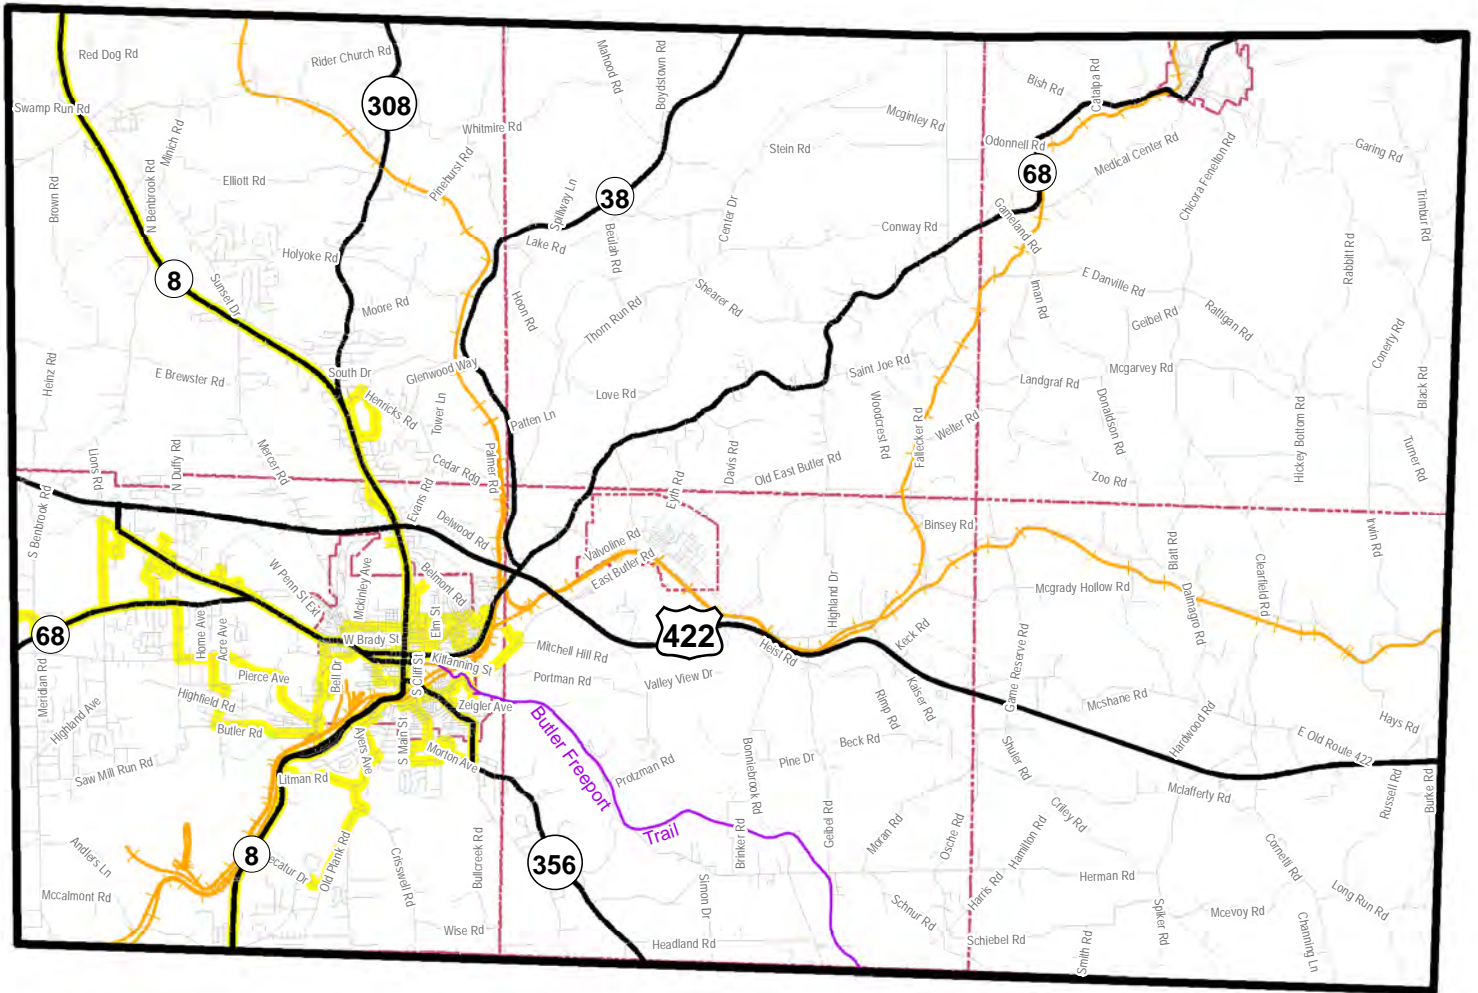 Red Dog Rd
Rider Church Rd
Mahood Rd
Boydstown Rd
Bish Rd
Catalpa Rd
Swamp Run Rd
308
Whitmire Rd
Mcginley Rd
Minich Rd
Stein Rd
Odonnell Rd
Medical Center Rd
Garing Rd
68
Chicora Fenelton Rd
Brown Rd
N Benbrook Rd
Elliott Rd
Pinehurst Rd
38
Spillway Ln
Center Dr
Trimbur Rd
Conway Rd
Gameland Rd
Holyoke Rd
Lake Rd
Beulah Rd
Rabbitt Rd
8
Sunset Dr
Moore Rd
Hoon Rd
Thorn Run Rd
Shearer Rd
Iman Rd
E Danville Rd
Geibel Rd
Rattigan Rd
Conerty Rd
Heinz Rd
E Brewster Rd
South Dr
Glenwood Way
Saint Joe Rd
Landgraf Rd
Mcgarvey Rd
Black Rd
Henricks Rd
Tower Ln
Patten Ln
Love Rd
Woodcrest Rd
Fallecker Rd
Welter Rd
Donaldson Rd
Hickey Bottom Rd
Turner Rd
Lions Rd
N Duffy Rd
Mercer Rd
Cedar Rdg
Palmer Rd
Davis Rd
Old East Butler Rd
Zoo Rd
Eyth Rd
Evans Rd
S Benbrook Rd
Delwood Rd
Binsey Rd
Irwin Rd
Valvoline Rd
East Butler Rd
Blatt Rd
Clearfield Rd
W Penn St Ext
Mckinley Ave
Belmont Rd
Elm St
Highland Dr
Mcgrady Hollow Rd
Dalmagro Rd
68
Home Ave
Acre Ave
W Brady St
422
Heist Rd
Keck Rd
Mitchell Hill Rd
Kittanning St
Game Reserve Rd
Meridian Rd
Pierce Ave
Bell Dr
S Cliff St
Portman Rd
Valley View Dr
Kaiser Rd
Rimp Rd
Mcshane Rd
Highfield Rd
Zeigler Ave
Highland Ave
Butler Rd
Ayers Ave
S Main St
Morton Ave
Butler Freeport
Trail
Hardwood Rd
Hays Rd
E Old Route 422
Beck Rd
Pine Dr
Bonniebrook Rd
Protzman Rd
Shuler Rd
Saw Mill Run Rd
Litman Rd
Mclafferty Rd
Russell Rd
Burke Rd
Geibel Rd
Criley Rd
Moran Rd
Osche Rd
Hamilton Rd
Brinker Rd
Andlers Ln
8
ecatur Dr
Old Plank Rd
Criswell Rd
Bullcreek Rd
356
Cornetti Rd
Herman Rd
Harris Rd
Long Run Rd
Mccalmont Rd
Simon Dr
Schnur Rd
Spiker Rd
Mcevoy Rd
Channing Ln
Wise Rd
Headland Rd
Schiebel Rd
Smith Rd